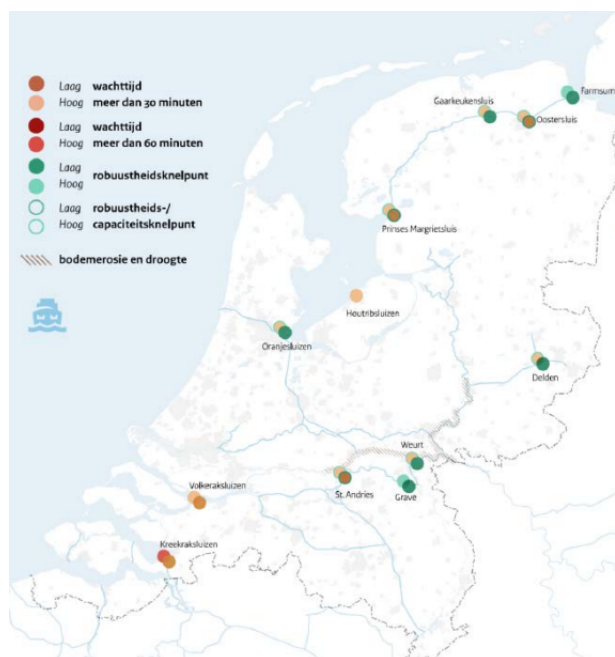 Laag wachttijd
Hoog meer dan 30 minuten
Laag wachttijd
Hoog meer dan 60 minuten
Laag
Hoog
robuustheidsknelpunt
Laag robuustheids-/
Hoog capaciteitsknelpunt
bodemerosie en droogte
Farmsum
Gaarkeukensluis
Oostersluis
Prinses Margrietsluis
Houtribsluizen
Oranjesluizen
Delden
Weurt
Volkeraksluizen
St. Andries
Grave
Kreekraksluizen